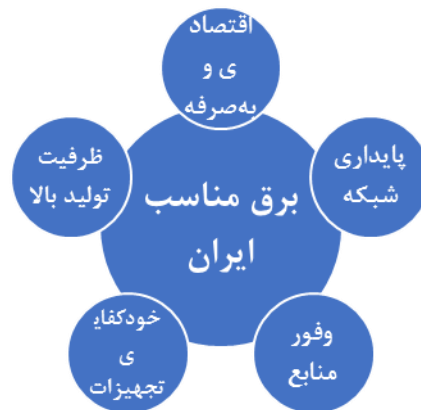 اقتصاد
ی و
به‌صرفه
پایداری
شبکه
وفور
منابع
خودکفای
ی
تجهیزات
ظرفیت
تولید بالا
برق مناسب
ایران